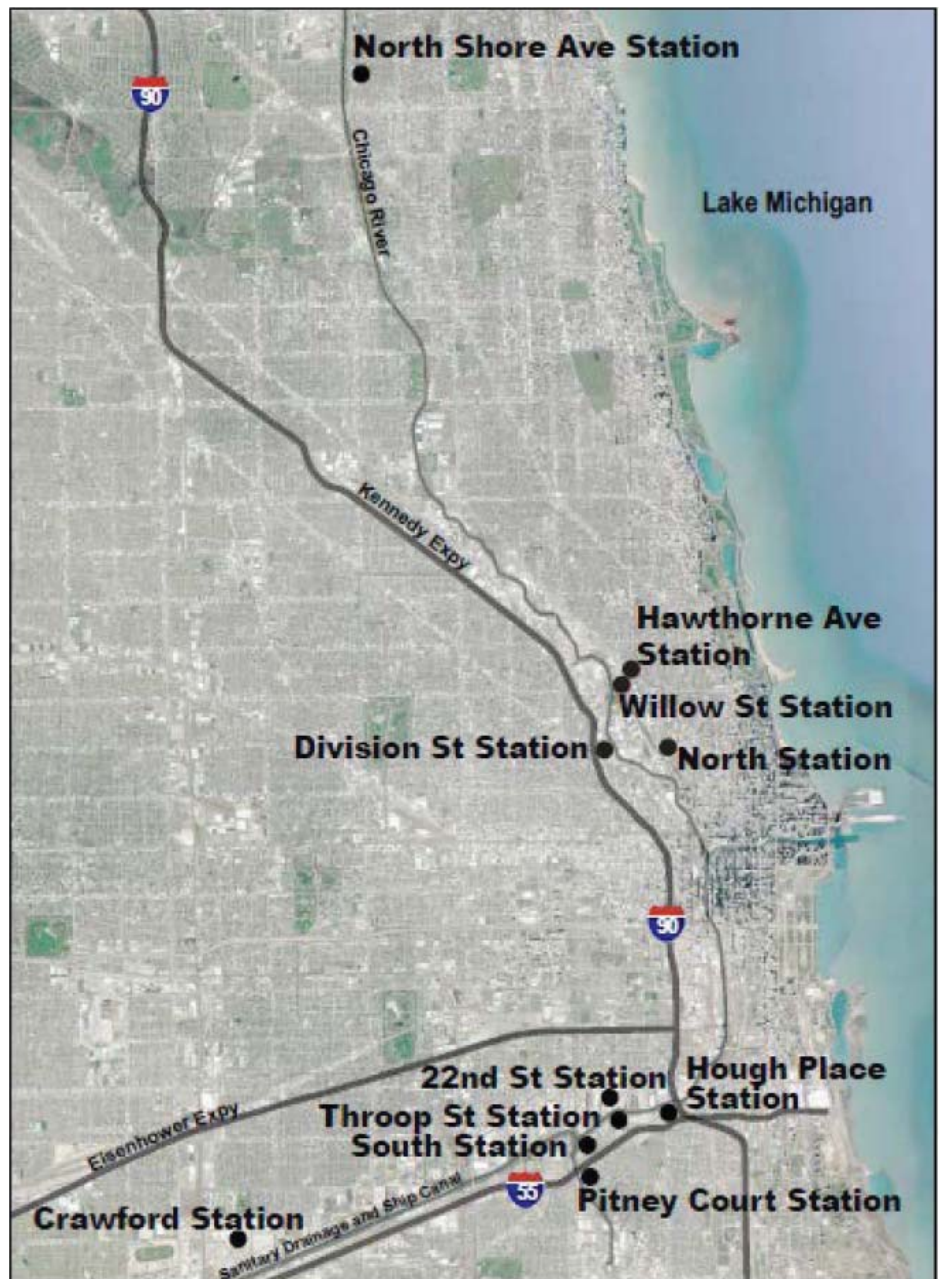 North Shore Ave Station
90
Chicago River
Lake Michigan
Kennedy Expy
Hawthorne Ave
Station
Willow St Station
Division St Station
North Station
90
Hough Place
Station
22nd St Station
Throop St Station
South Station
Eisenhower Expy
55
Pitney Court Station
Sanitary Drainage and Ship Canal
Crawford Station